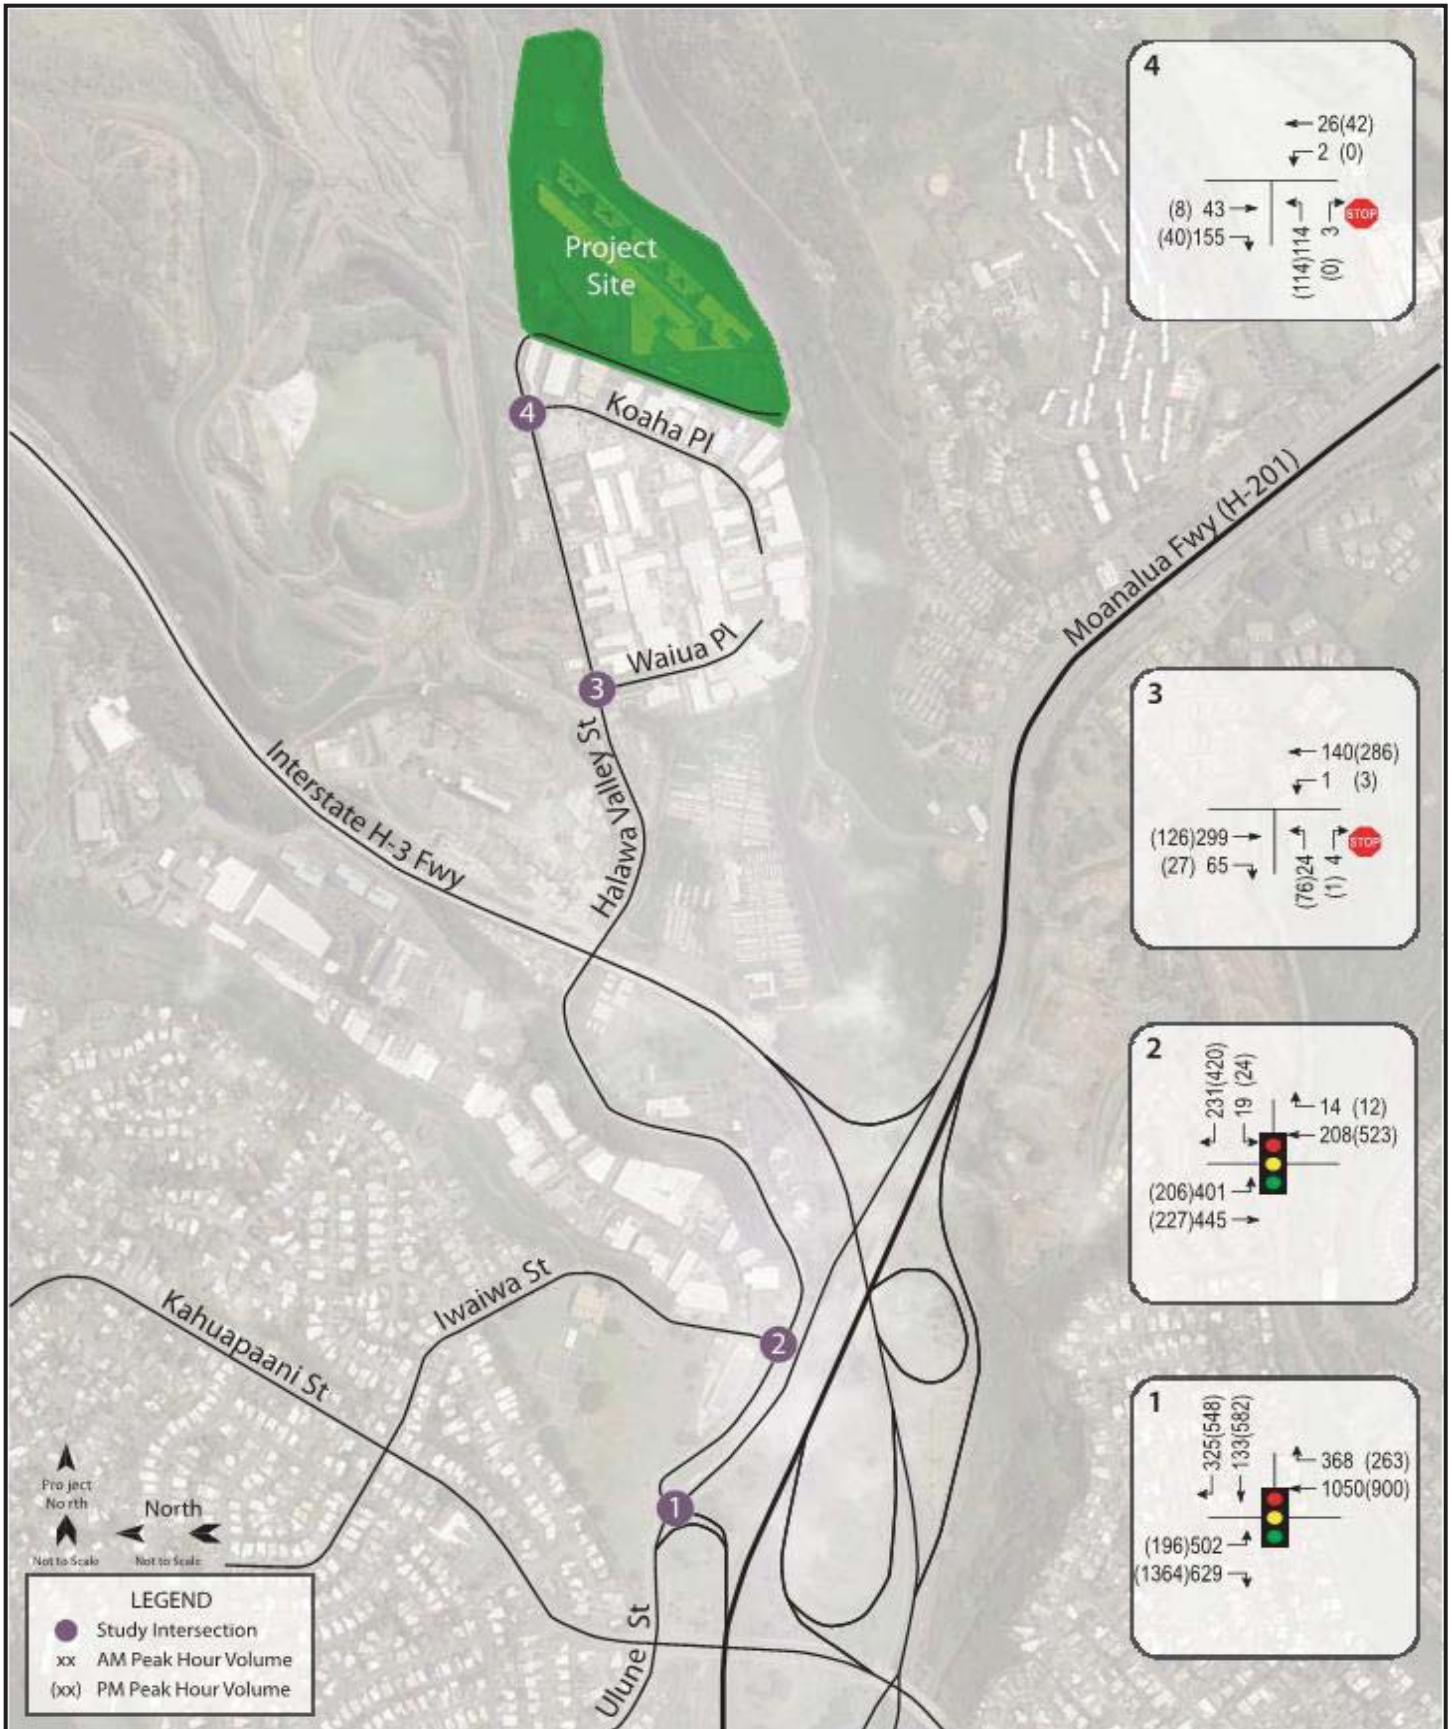 4
26(42)
2 (0)
(8) 43
(40)155
(114)114
(0) 3
STOP
Project
Site
4
Koaha Pl
Moanalua Fwy (H-201)
Waiua Pl
3
3
140(286)
1 (3)
(126)299
(27) 65
(76)24
(1) 4
STOP
Halawa Valley St
Interstate H-3 Fwy
2
231(420)
19 (24)
14 (12)
208(523)
(206)401
(227)445
Iwaiwa St
Kahuapaani St
2
1
325(548)
133(582)
368 (263)
1050(900)
(196)502
(1364)629
1
Project
North
North
Not to Scale
Not to Scale
Ulune St
LEGEND
Study Intersection
xx AM Peak Hour Volume
(xx) PM Peak Hour Volume